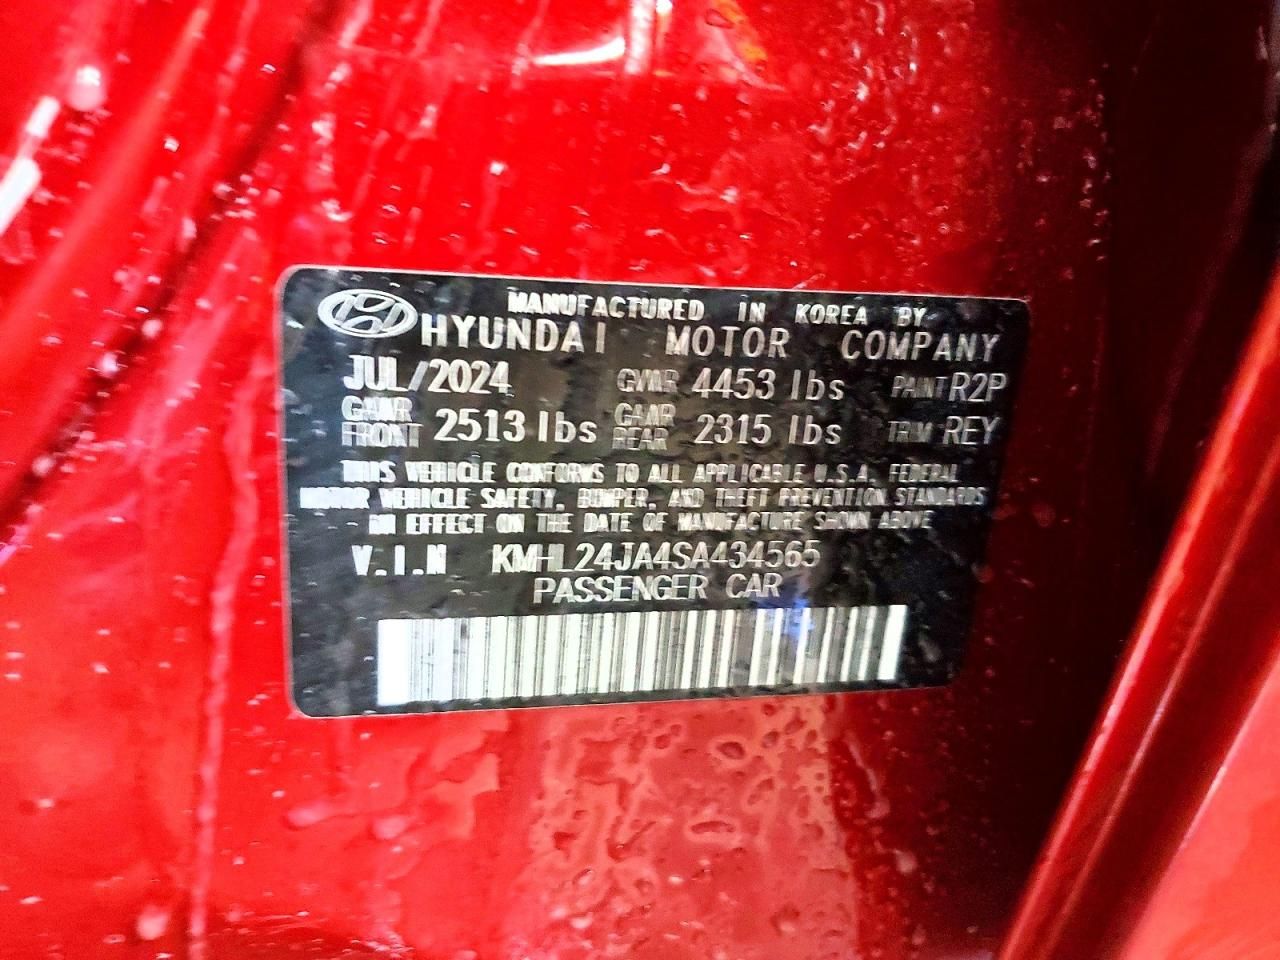 MANUFACTURED IN KOREA BY
HYUNDAI MOTOR COMPANY
JUL/2024 GVWR 4453 lbs PAINT R2P
GAWR FRONT 2513 lbs GAWR REAR 2315 lbs TRIM REY
THIS VEHICLE CONFORMS TO ALL APPLICABLE U.S.A. FEDERAL
MOTOR VEHICLE SAFETY, BUMPER, AND THEFT PREVENTION STANDARDS
IN EFFECT ON THE DATE OF MANUFACTURE SHOWN ABOVE
V.I.N KMHL24JA4SA434565
PASSENGER CAR